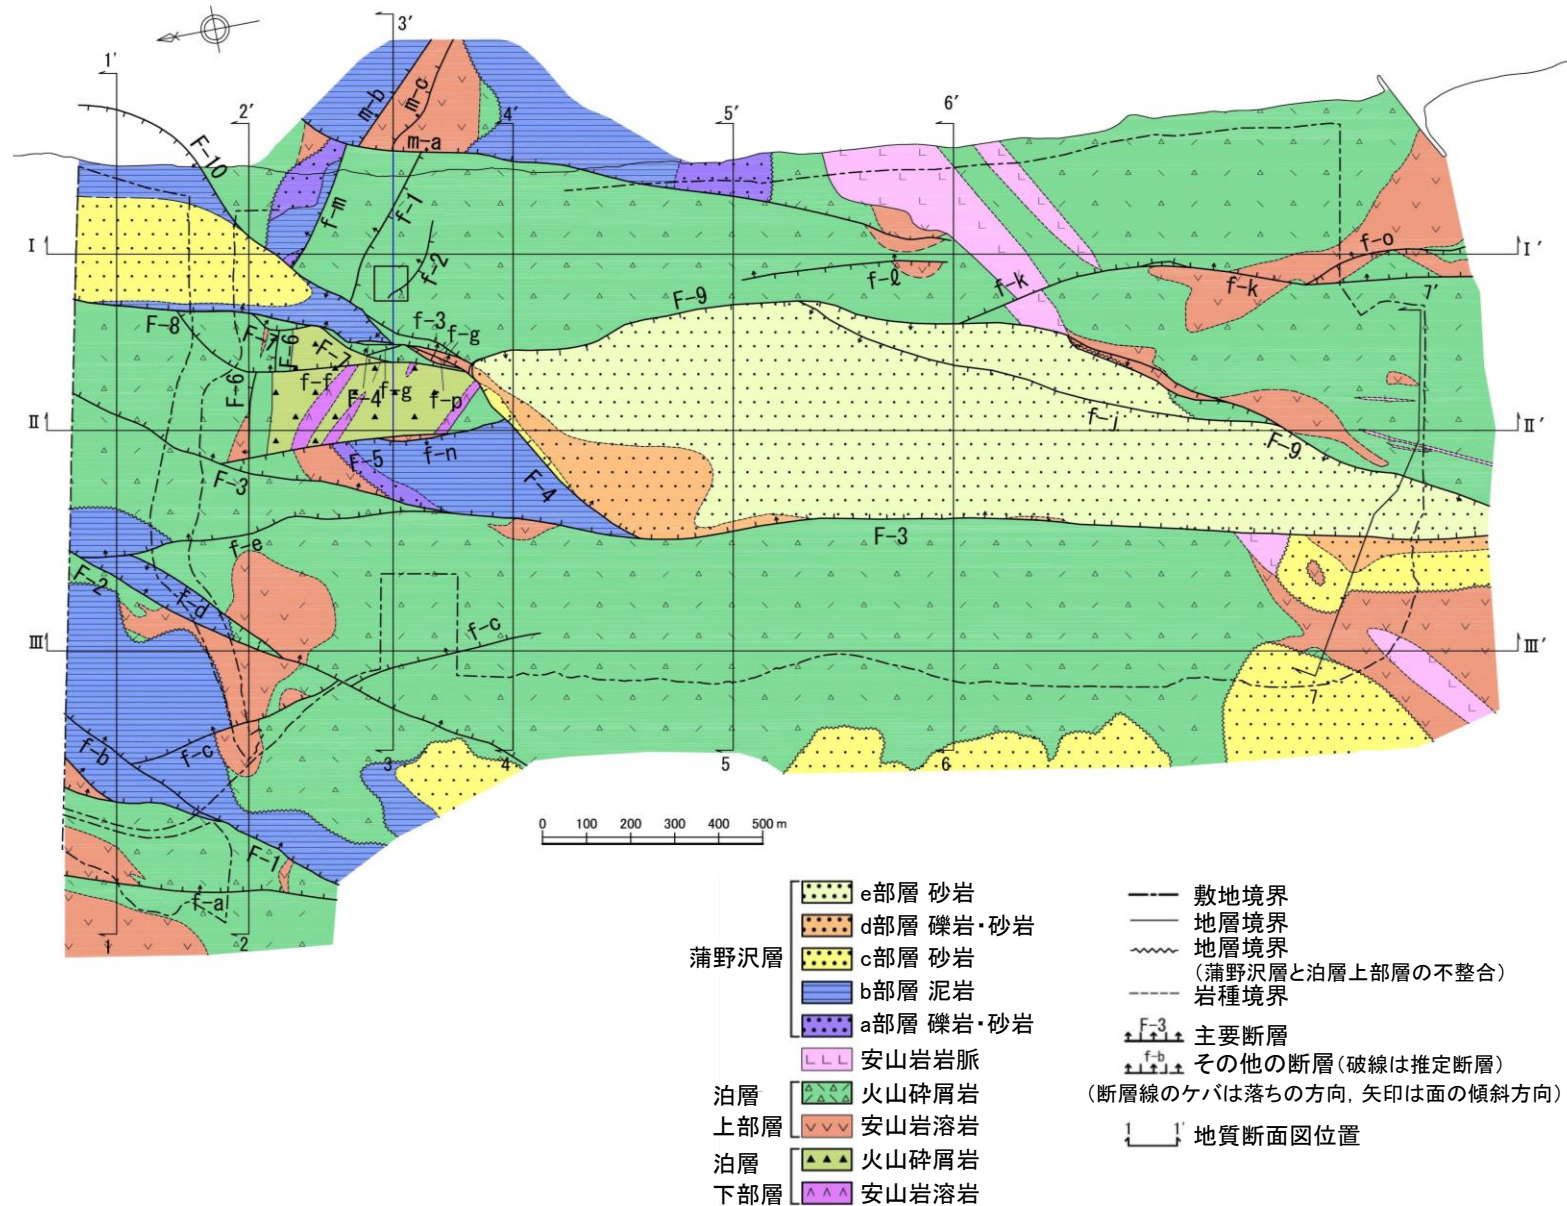 3′
1′
2′
4′
5′
6′
m-b
m-c
m-a
F-10
f-m
f-1
f-2
I
I′
f-o
f-k
f-k
f-ℓ
7′
F-9
F-8
F-7
F-6
F-7
f-3
f-g
f-f
F-4
f-g
f-p
F-6
II
II′
f-j
F-9
F-5
f-n
F-3
F-4
F-3
f-e
F-2
f-d
f-c
III
III′
7
f-b
f-c
3
4
5
6
F-1
f-a
1
2
0 100 200 300 400 500 m
蒲野沢層
e部層 砂岩
d部層 礫岩・砂岩
c部層 砂岩
b部層 泥岩
a部層 礫岩・砂岩
安山岩岩脈
泊層
上部層
火山砕屑岩
安山岩溶岩
泊層
下部層
火山砕屑岩
安山岩溶岩
敷地境界
地層境界
地層境界
(蒲野沢層と泊層上部層の不整合)
岩種境界
F-3 主要断層
f-b その他の断層(破線は推定断層)
(断層線のケバは落ちの方向, 矢印は面の傾斜方向)
1 1′ 地質断面図位置